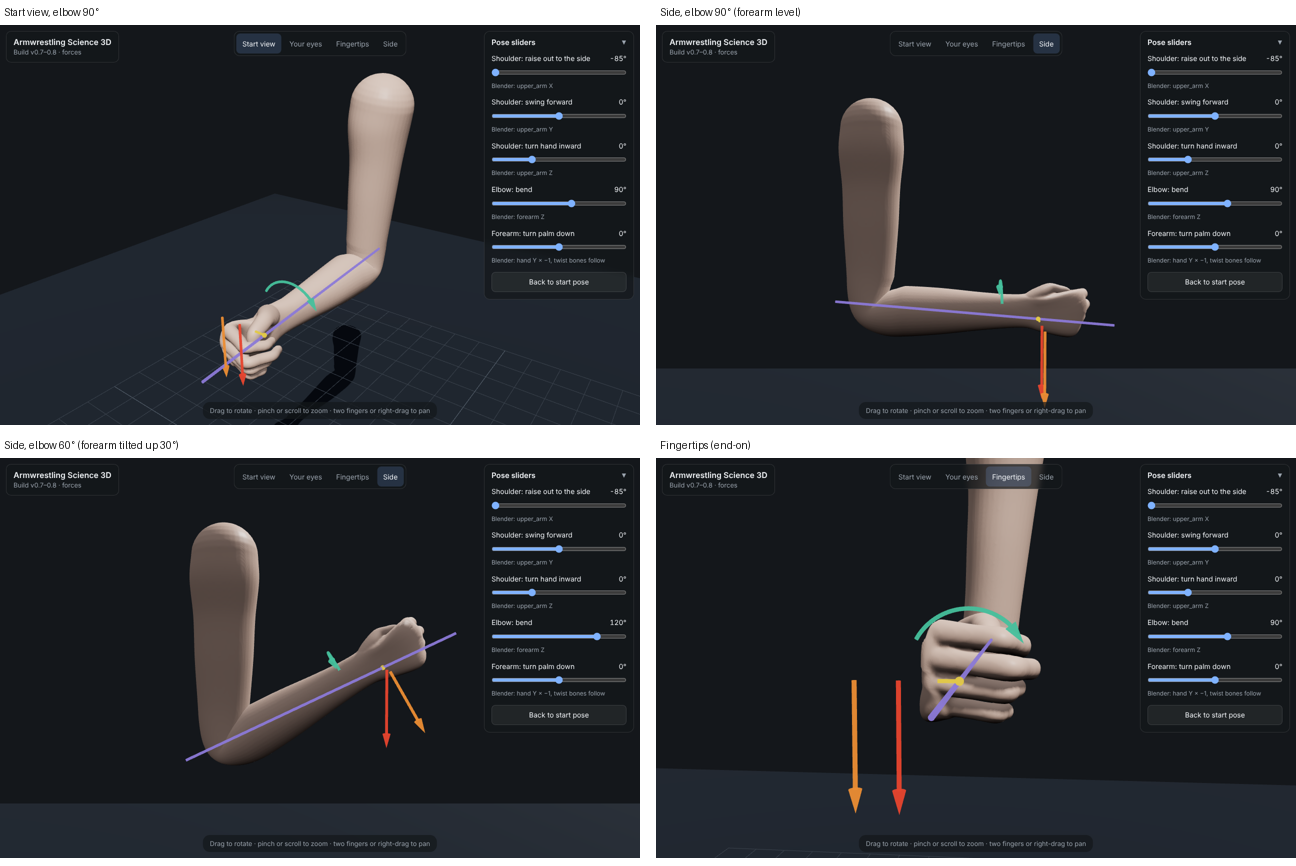 Start view, elbow 90°
Armwrestling Science 3D
Build v0.7–0.8 · forces
Start view
Your eyes
Fingertips
Side
Pose sliders ▼
Shoulder: raise out to the side -85°
Blender: upper_arm X
Shoulder: swing forward 0°
Blender: upper_arm Y
Shoulder: turn hand inward 0°
Blender: upper_arm Z
Elbow: bend 90°
Blender: forearm Z
Forearm: turn palm down 0°
Blender: hand Y × −1, twist bones follow
Back to start pose
Drag to rotate · pinch or scroll to zoom · two fingers or right-drag to pan
Side, elbow 90° (forearm level)
Armwrestling Science 3D
Build v0.7–0.8 · forces
Start view
Your eyes
Fingertips
Side
Pose sliders ▼
Shoulder: raise out to the side -85°
Blender: upper_arm X
Shoulder: swing forward 0°
Blender: upper_arm Y
Shoulder: turn hand inward 0°
Blender: upper_arm Z
Elbow: bend 90°
Blender: forearm Z
Forearm: turn palm down 0°
Blender: hand Y × −1, twist bones follow
Back to start pose
Drag to rotate · pinch or scroll to zoom · two fingers or right-drag to pan
Side, elbow 60° (forearm tilted up 30°)
Armwrestling Science 3D
Build v0.7–0.8 · forces
Start view
Your eyes
Fingertips
Side
Pose sliders ▼
Shoulder: raise out to the side -85°
Blender: upper_arm X
Shoulder: swing forward 0°
Blender: upper_arm Y
Shoulder: turn hand inward 0°
Blender: upper_arm Z
Elbow: bend 120°
Blender: forearm Z
Forearm: turn palm down 0°
Blender: hand Y × −1, twist bones follow
Back to start pose
Drag to rotate · pinch or scroll to zoom · two fingers or right-drag to pan
Fingertips (end-on)
Armwrestling Science 3D
Build v0.7–0.8 · forces
Start view
Your eyes
Fingertips
Side
Pose sliders ▼
Shoulder: raise out to the side -85°
Blender: upper_arm X
Shoulder: swing forward 0°
Blender: upper_arm Y
Shoulder: turn hand inward 0°
Blender: upper_arm Z
Elbow: bend 90°
Blender: forearm Z
Forearm: turn palm down 0°
Blender: hand Y × −1, twist bones follow
Back to start pose
Drag to rotate · pinch or scroll to zoom · two fingers or right-drag to pan